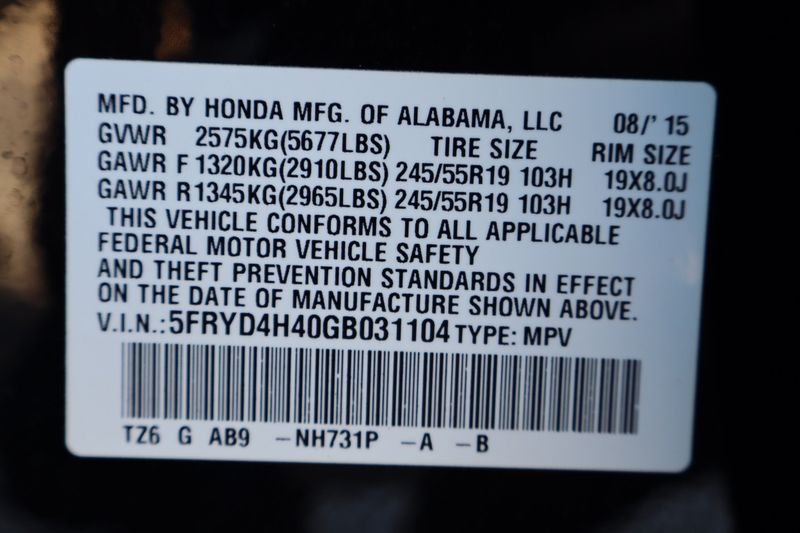 MFD. BY HONDA MFG. OF ALABAMA, LLC 08/' 15
GVWR 2575KG(5677LBS) TIRE SIZE RIM SIZE
GAWR F 1320KG(2910LBS) 245/55R19 103H 19X8.0J
GAWR R1345KG(2965LBS) 245/55R19 103H 19X8.0J
THIS VEHICLE CONFORMS TO ALL APPLICABLE
FEDERAL MOTOR VEHICLE SAFETY
AND THEFT PREVENTION STANDARDS IN EFFECT
ON THE DATE OF MANUFACTURE SHOWN ABOVE.
V.I.N.:5FRYD4H40GB031104 TYPE: MPV
TZ6 G AB9 -NH731P -A -B